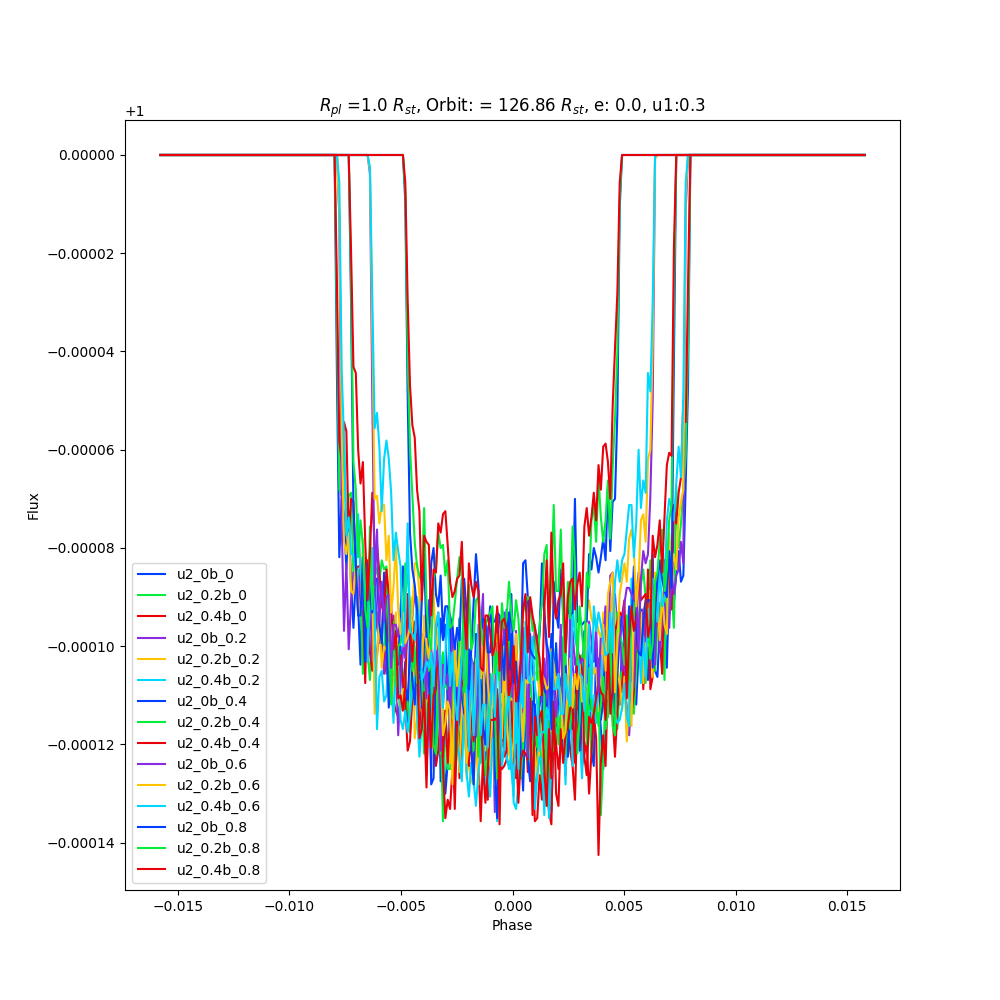 $R_{pl}$ =1.0 $R_{st}$, Orbit: = 126.86 $R_{st}$, e: 0.0, u1:0.3
+1
0.00000
−0.00002
−0.00004
−0.00006
−0.00008
−0.00010
−0.00012
−0.00014
Flux
u2_0b_0
u2_0.2b_0
u2_0.4b_0
u2_0b_0.2
u2_0.2b_0.2
u2_0.4b_0.2
u2_0b_0.4
u2_0.2b_0.4
u2_0.4b_0.4
u2_0b_0.6
u2_0.2b_0.6
u2_0.4b_0.6
u2_0b_0.8
u2_0.2b_0.8
u2_0.4b_0.8
−0.015 −0.010 −0.005 0.000 0.005 0.010 0.015
Phase